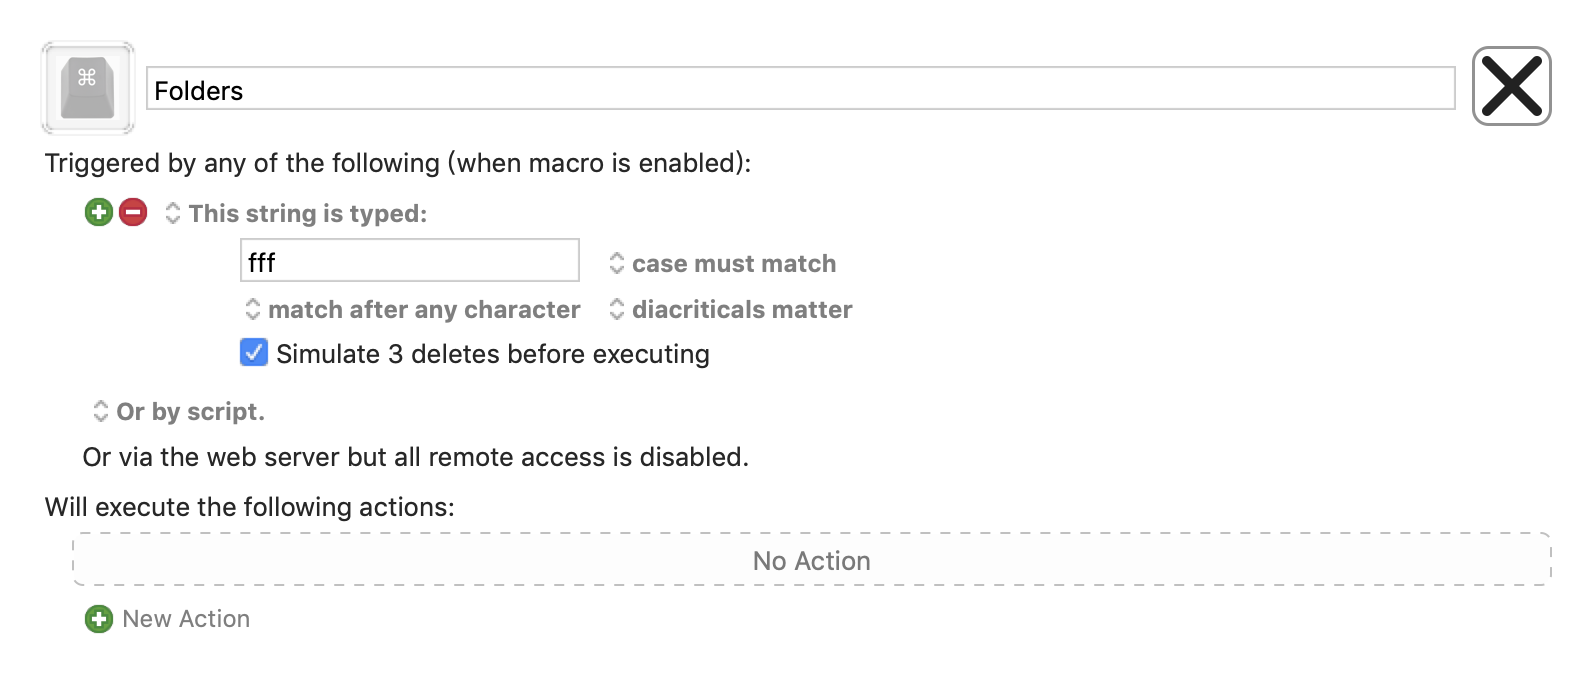 ⌘
Folders
Triggered by any of the following (when macro is enabled):
This string is typed:
fff
case must match
match after any character
diacriticals matter
Simulate 3 deletes before executing
Or by script.
Or via the web server but all remote access is disabled.
Will execute the following actions:
No Action
New Action